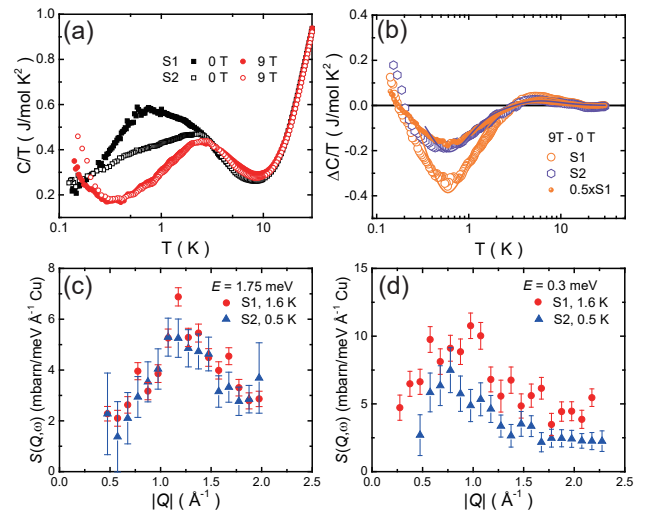 (a)
S1 0 T 9 T
S2 0 T 9 T
C/T ( J/mol K²)
1.0
0.8
0.6
0.4
0.2
0.1 1 10
T ( K )
(b)
ΔC/T ( J/mol K²)
0.2
0.0
-0.2
-0.4
9T - 0 T
S1
S2
0.5xS1
0.1 1 10
T ( K )
(c)
E = 1.75 meV
S1, 1.6 K
S2, 0.5 K
S(Q,ω) (mbarn/meV Å⁻¹ Cu)
8
6
4
2
0
0.0 0.5 1.0 1.5 2.0 2.5
|Q| ( Å⁻¹)
(d)
E = 0.3 meV
S1, 1.6 K
S2, 0.5 K
S(Q,ω) (mbarn/meV Å⁻¹ Cu)
15
10
5
0
0.0 0.5 1.0 1.5 2.0 2.5
|Q| ( Å⁻¹)